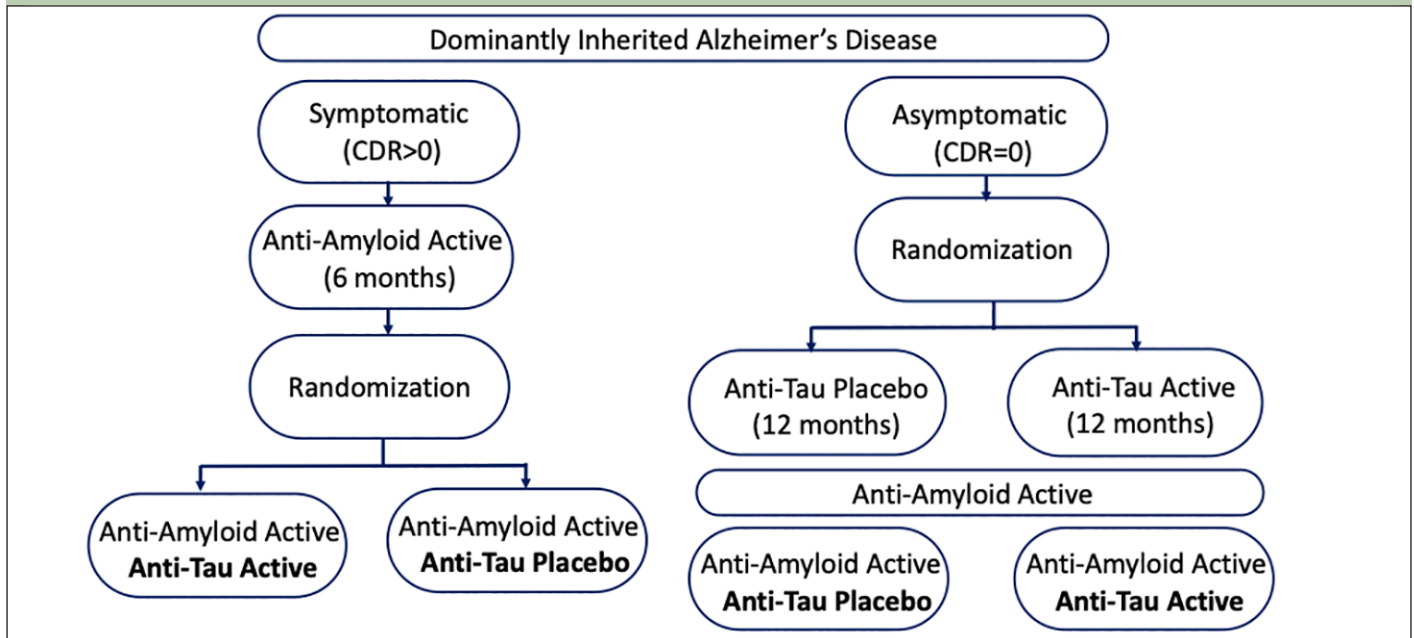 Dominantly Inherited Alzheimer’s Disease
Symptomatic
(CDR>0)
Anti-Amyloid Active
(6 months)
Randomization
Anti-Amyloid Active
Anti-Tau Active
Anti-Amyloid Active
Anti-Tau Placebo
Asymptomatic
(CDR=0)
Randomization
Anti-Tau Placebo
(12 months)
Anti-Tau Active
(12 months)
Anti-Amyloid Active
Anti-Amyloid Active
Anti-Tau Placebo
Anti-Amyloid Active
Anti-Tau Active